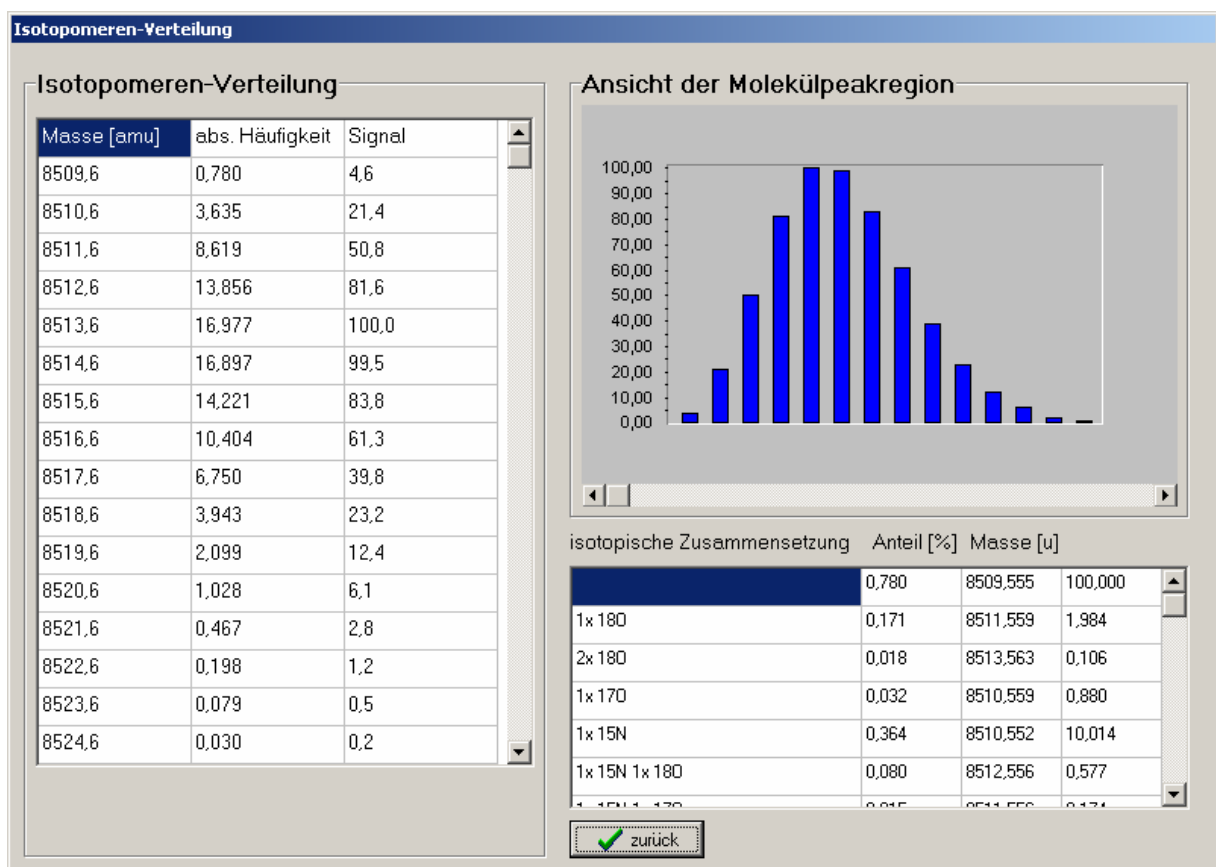 Isotopomeren-Verteilung
Isotopomeren-Verteilung
Masse [amu] abs. Häufigkeit Signal
8509,6 0,780 4,6
8510,6 3,635 21,4
8511,6 8,619 50,8
8512,6 13,856 81,6
8513,6 16,977 100,0
8514,6 16,897 99,5
8515,6 14,221 83,8
8516,6 10,404 61,3
8517,6 6,750 39,8
8518,6 3,943 23,2
8519,6 2,099 12,4
8520,6 1,028 6,1
8521,6 0,467 2,8
8522,6 0,198 1,2
8523,6 0,079 0,5
8524,6 0,030 0,2
Ansicht der Molekülpeakregion
100,00
90,00
80,00
70,00
60,00
50,00
40,00
30,00
20,00
10,00
0,00
isotopische Zusammensetzung Anteil [%] Masse [u]
0,780 8509,555 100,000
1x 18O 0,171 8511,559 1,984
2x 18O 0,018 8513,563 0,106
1x 17O 0,032 8510,559 0,880
1x 15N 0,364 8510,552 10,014
1x 15N 1x 18O 0,080 8512,556 0,577
zurück